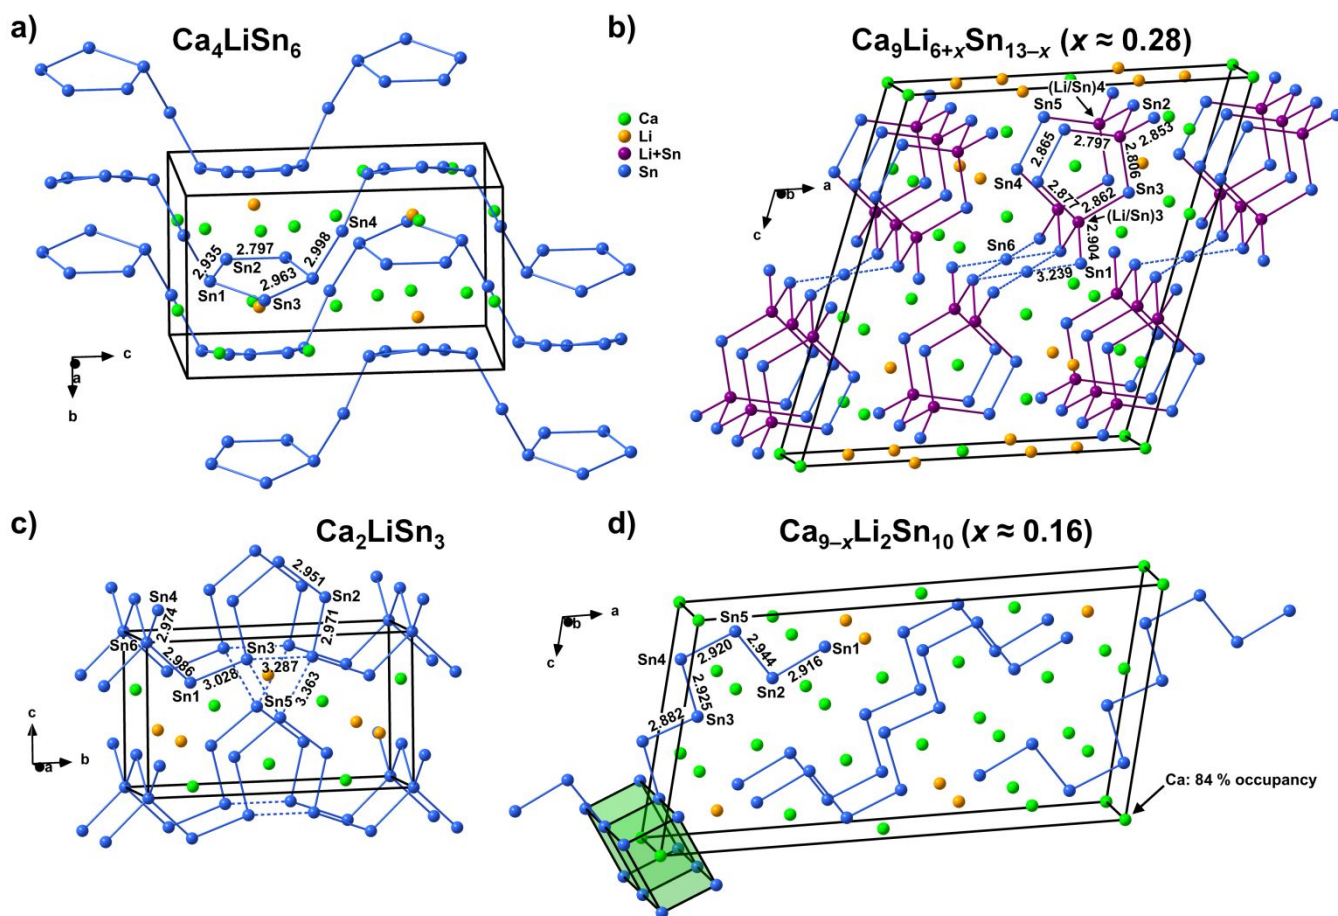 a)
Ca4LiSn6
2.935
2.797
Sn2
Sn1
2.963
Sn3
2.998
Sn4
a
c
b
Ca
Li
Li+Sn
Sn
b)
Ca9Li6+xSn13–x (x ≈ 0.28)
(Li/Sn)4
Sn5
Sn2
2.853
2.797
2.865
2.806
Sn4
Sn3
2.877
2.862
(Li/Sn)3
2.904
Sn6
Sn1
3.239
b
a
c
c)
Ca2LiSn3
2.951
Sn4
Sn2
2.974
2.971
Sn6
Sn3
2.986
3.287
Sn1
3.028
3.363
Sn5
c
a
b
d)
Ca9–xLi2Sn10 (x ≈ 0.16)
a
b
c
Sn5
Sn4
2.920
2.944
Sn1
2.916
Sn2
2.925
2.882
Sn3
Ca: 84 % occupancy